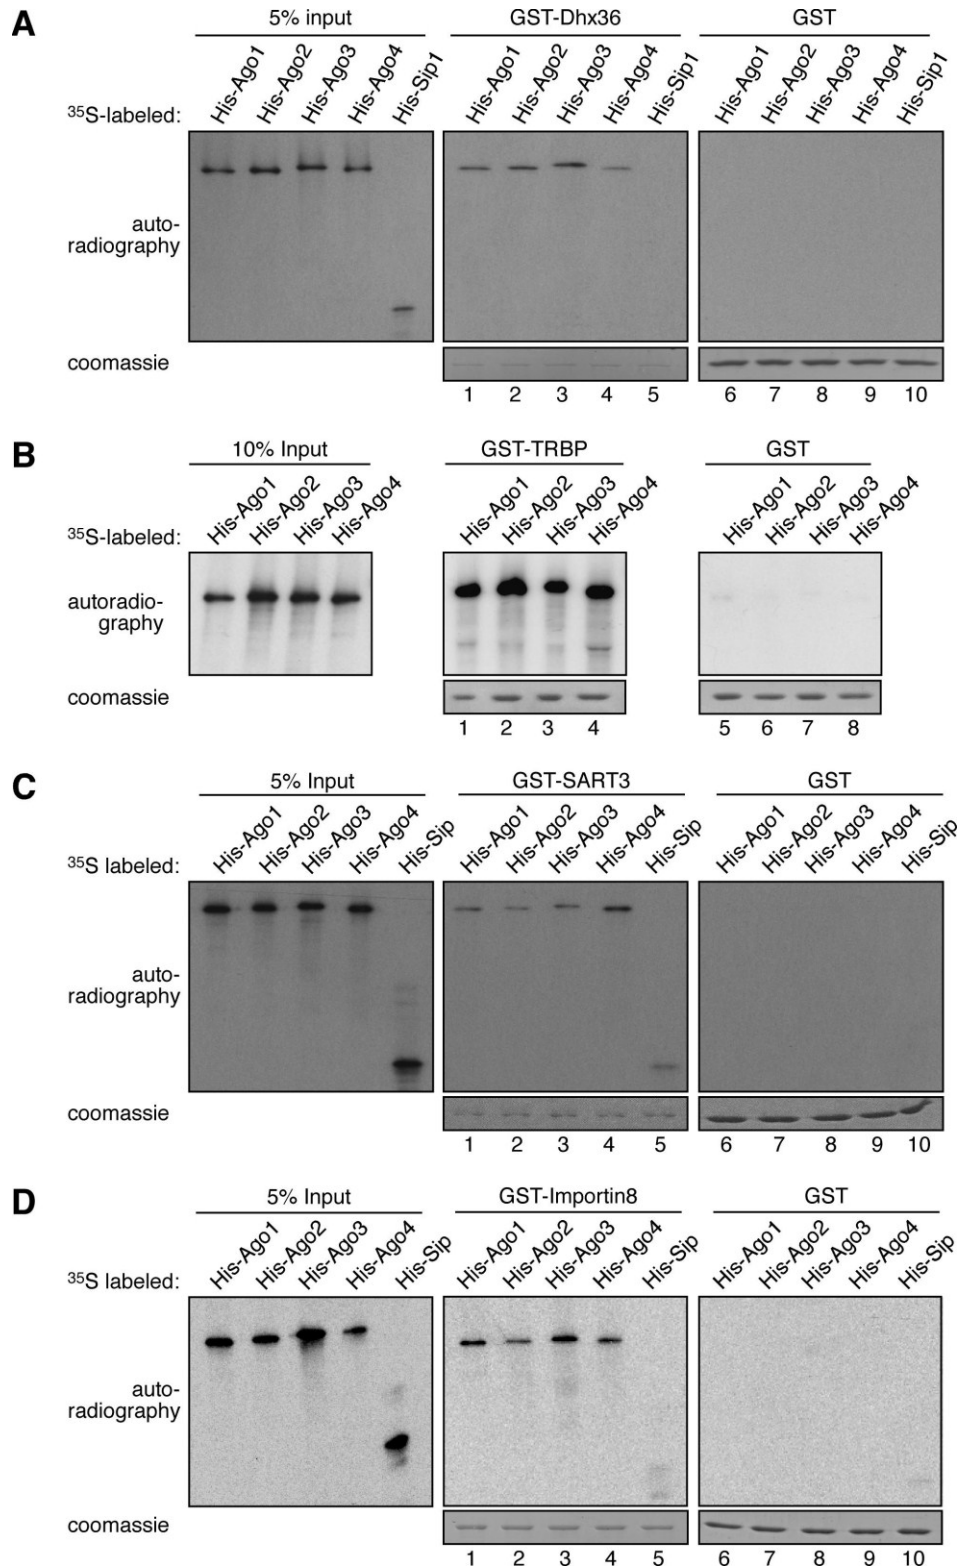 A
5% input GST-Dhx36 GST
³⁵S-labeled: His-Ago1 His-Ago2 His-Ago3 His-Ago4 His-Sip1 His-Ago1 His-Ago2 His-Ago3 His-Ago4 His-Sip1 His-Ago1 His-Ago2 His-Ago3 His-Ago4 His-Sip1
auto-
radiography
coomassie
1 2 3 4 5 6 7 8 9 10
B
10% Input GST-TRBP GST
³⁵S-labeled: His-Ago1 His-Ago2 His-Ago3 His-Ago4 His-Ago1 His-Ago2 His-Ago3 His-Ago4 His-Ago1 His-Ago2 His-Ago3 His-Ago4
autoradio-
graphy
coomassie
1 2 3 4 5 6 7 8
C
5% Input GST-SART3 GST
³⁵S labeled: His-Ago1 His-Ago2 His-Ago3 His-Ago4 His-Sip His-Ago1 His-Ago2 His-Ago3 His-Ago4 His-Sip His-Ago1 His-Ago2 His-Ago3 His-Ago4 His-Sip
auto-
radiography
coomassie
1 2 3 4 5 6 7 8 9 10
D
5% Input GST-Importin8 GST
³⁵S labeled: His-Ago1 His-Ago2 His-Ago3 His-Ago4 His-Sip His-Ago1 His-Ago2 His-Ago3 His-Ago4 His-Sip His-Ago1 His-Ago2 His-Ago3 His-Ago4 His-Sip
auto-
radiography
coomassie
1 2 3 4 5 6 7 8 9 10